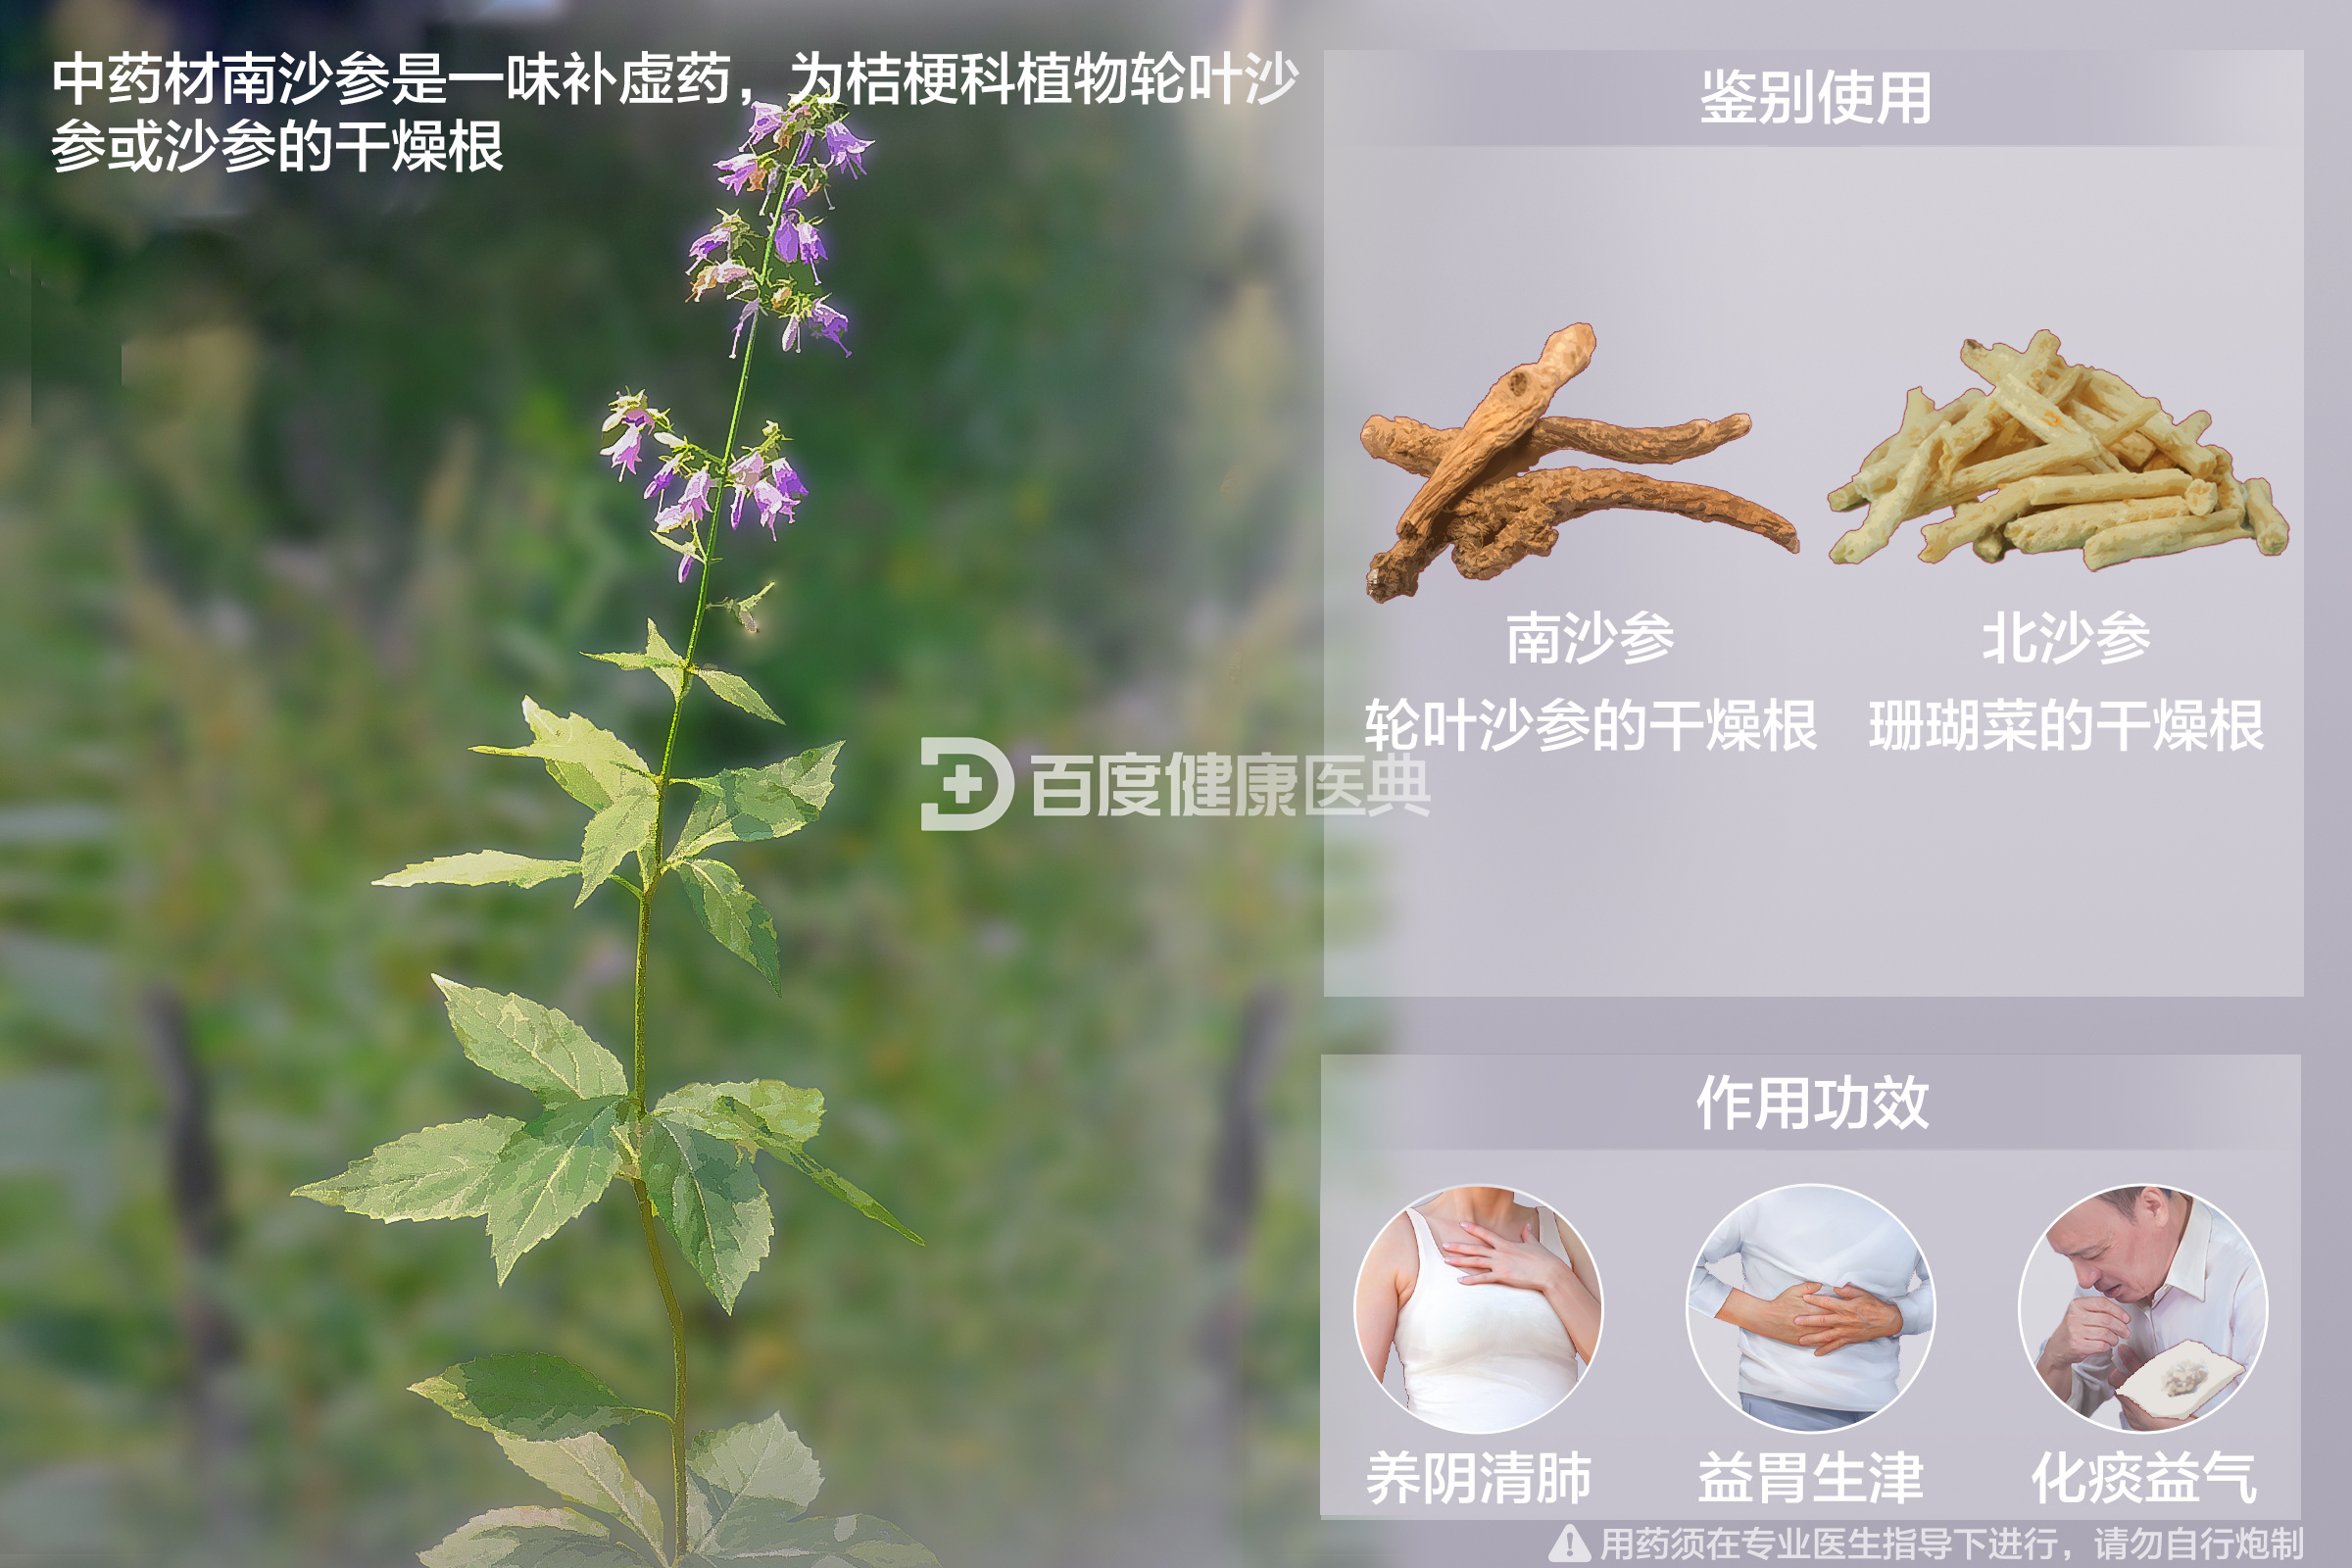 中药材南沙参是一味补虚药，为桔梗科植物轮叶沙
参或沙参的干燥根
鉴别使用
南沙参
北沙参
轮叶沙参的干燥根
珊瑚菜的干燥根
百度健康医典
作用功效
养阴清肺
益胃生津
化痰益气
用药须在专业医生指导下进行，请勿自行炮制